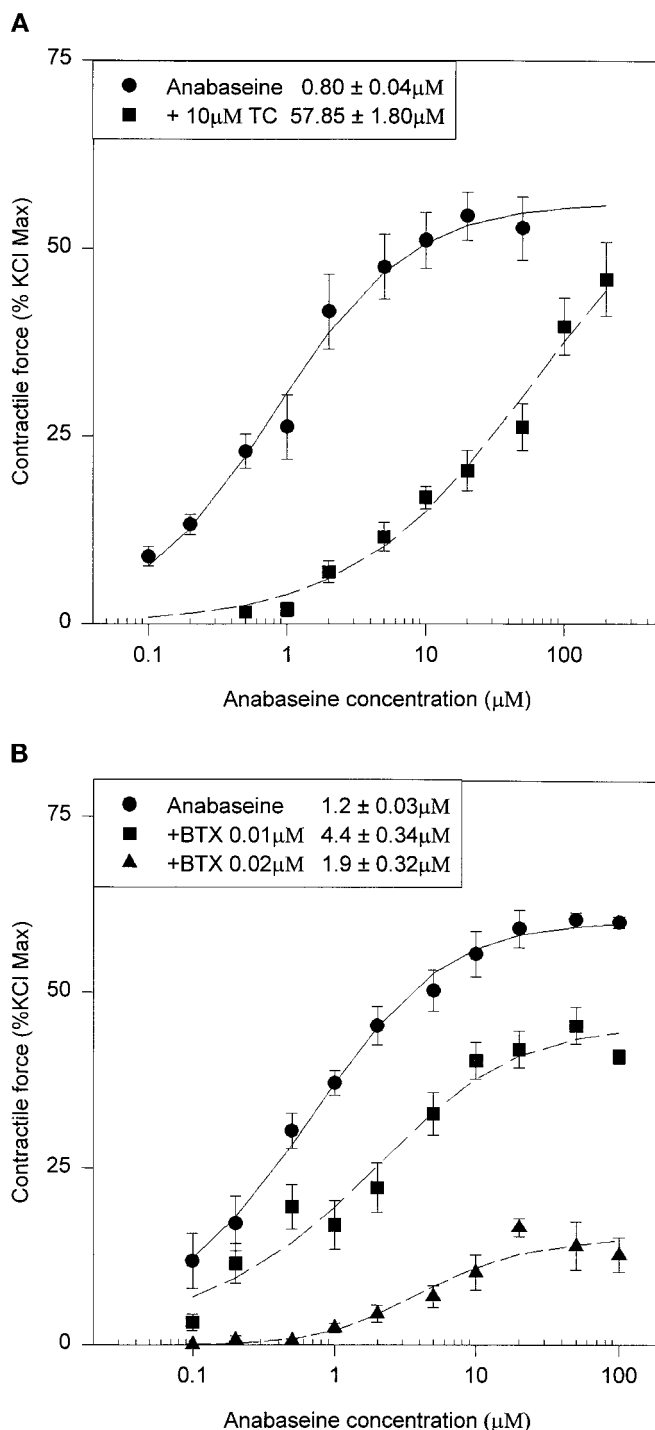 A
75
● Anabaseine 0.80 ± 0.04μM
■ + 10μM TC 57.85 ± 1.80μM
Contractile force (% KCl Max)
50
25
0
0.1 1 10 100
Anabaseine concentration (μM)
B
75
● Anabaseine 1.2 ± 0.03μM
■ +BTX 0.01μM 4.4 ± 0.34μM
▲ +BTX 0.02μM 1.9 ± 0.32μM
Contractile force (%KCl Max)
50
25
0
0.1 1 10 100
Anabaseine concentration (μM)